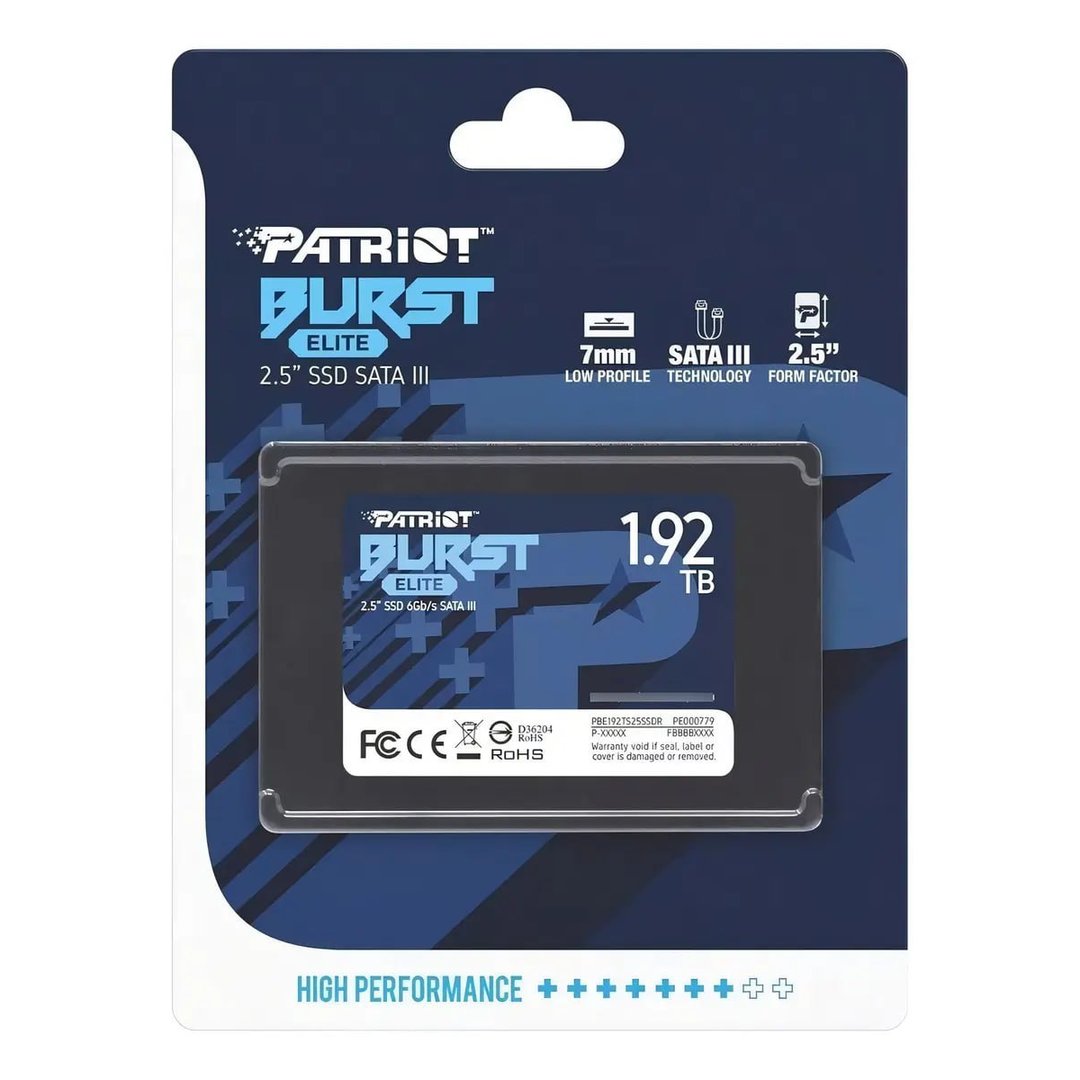 PATRIOT™
BURST
ELITE
2.5” SSD SATA III
7mm
LOW PROFILE
SATA III
TECHNOLOGY
2.5”
FORM FACTOR
PATRIOT™
BURST
ELITE
2.5” SSD 6Gb/s SATA III
1.92
TB
FC CE
D36204
RoHS
RoHS
PBE192TS25SSDR PE000779
P-XXXXX FBBBBXXXX
Warranty void if seal, label or
cover is damaged or removed.
HIGH PERFORMANCE